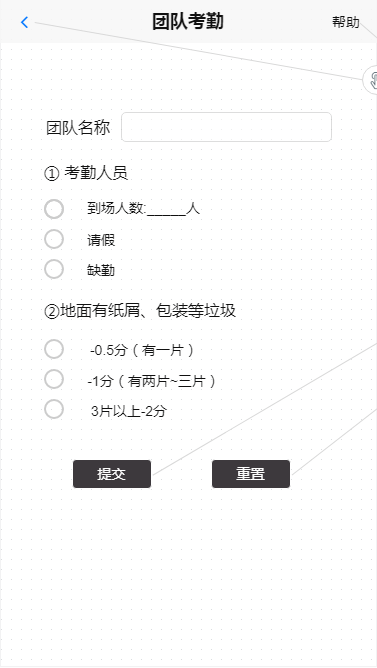 团队考勤
帮助
团队名称
① 考勤人员
到场人数:_____人
请假
缺勤
②地面有纸屑、包装等垃圾
-0.5分（有一片）
-1分（有两片~三片）
3片以上-2分
提交
重置